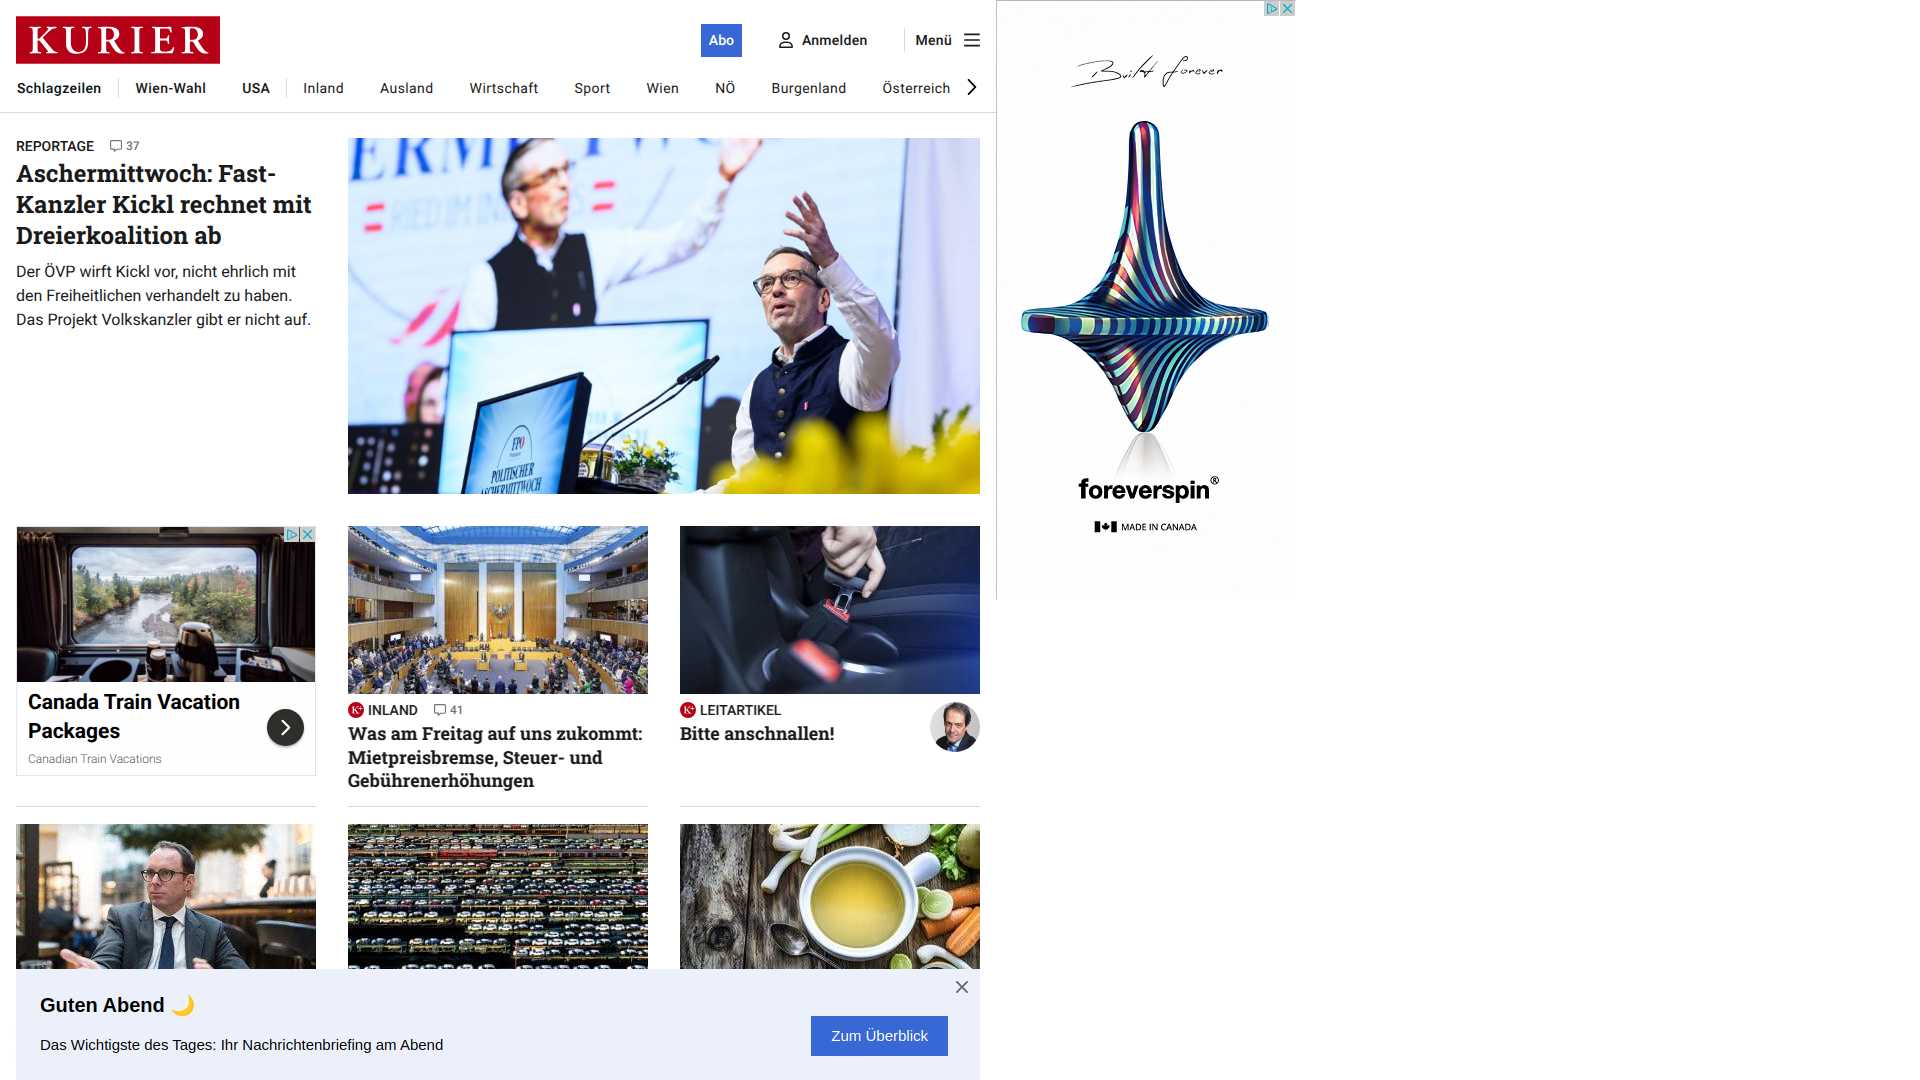 KURIER
Abo
Anmelden
Menü
Schlagzeilen
Wien-Wahl
USA
Inland
Ausland
Wirtschaft
Sport
Wien
NÖ
Burgenland
Österreich
REPORTAGE 37
Aschermittwoch: Fast-
Kanzler Kickl rechnet mit
Dreierkoalition ab
Der ÖVP wirft Kickl vor, nicht ehrlich mit
den Freiheitlichen verhandelt zu haben.
Das Projekt Volkskanzler gibt er nicht auf.
FPÖ
POLITISCHER
ASCHERMITTWOCH
Built forever
foreverspin®
MADE IN CANADA
Canada Train Vacation
Packages
Canadian Train Vacations
K+ INLAND 41
Was am Freitag auf uns zukommt:
Mietpreisbremse, Steuer- und
Gebührenerhöhungen
K+ LEITARTIKEL
Bitte anschnallen!
Guten Abend
Das Wichtigste des Tages: Ihr Nachrichtenbriefing am Abend
Zum Überblick